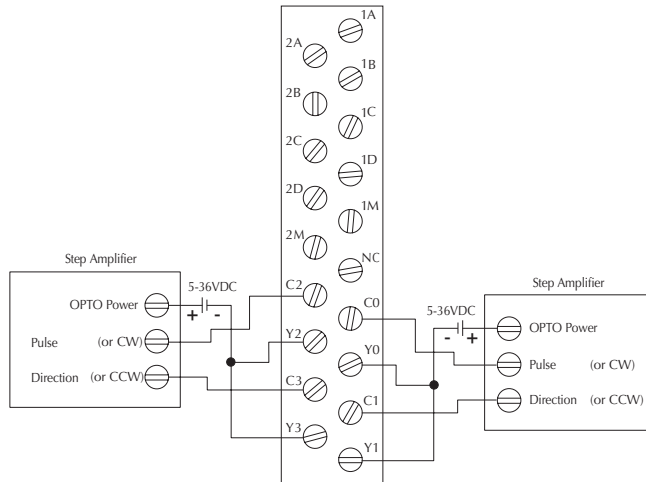 1A
2A
1B
2B
1C
2C
1D
2D
1M
2M
NC
Step Amplifier
OPTO Power
5-36VDC
+ -
Pulse (or CW)
Direction (or CCW)
C2
Y2
C3
Y3
C0
Y0
C1
Y1
Step Amplifier
5-36VDC
- +
OPTO Power
Pulse (or CW)
Direction (or CCW)